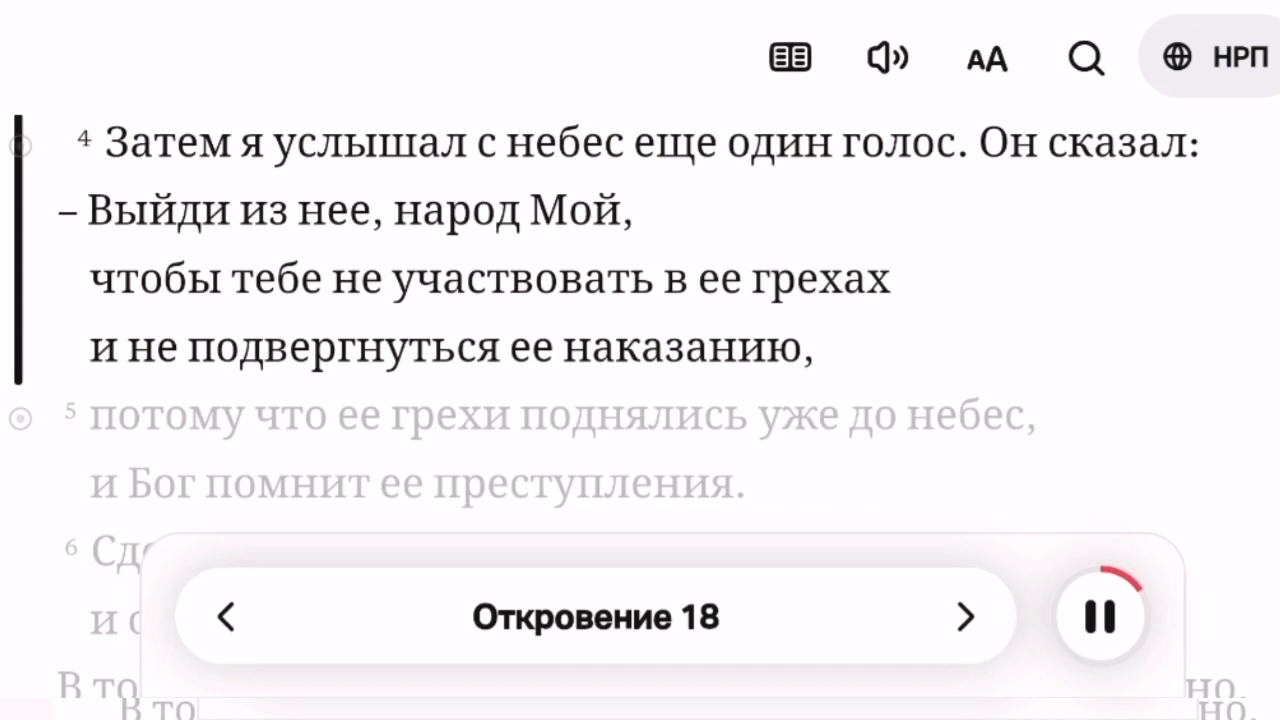 НРП
4 Затем я услышал с небес еще один голос. Он сказал:
– Выйди из нее, народ Мой,
чтобы тебе не участвовать в ее грехах
и не подвергнуться ее наказанию,
5 потому что ее грехи поднялись уже до небес,
и Бог помнит ее преступления.
6
и
В
Откровение 18